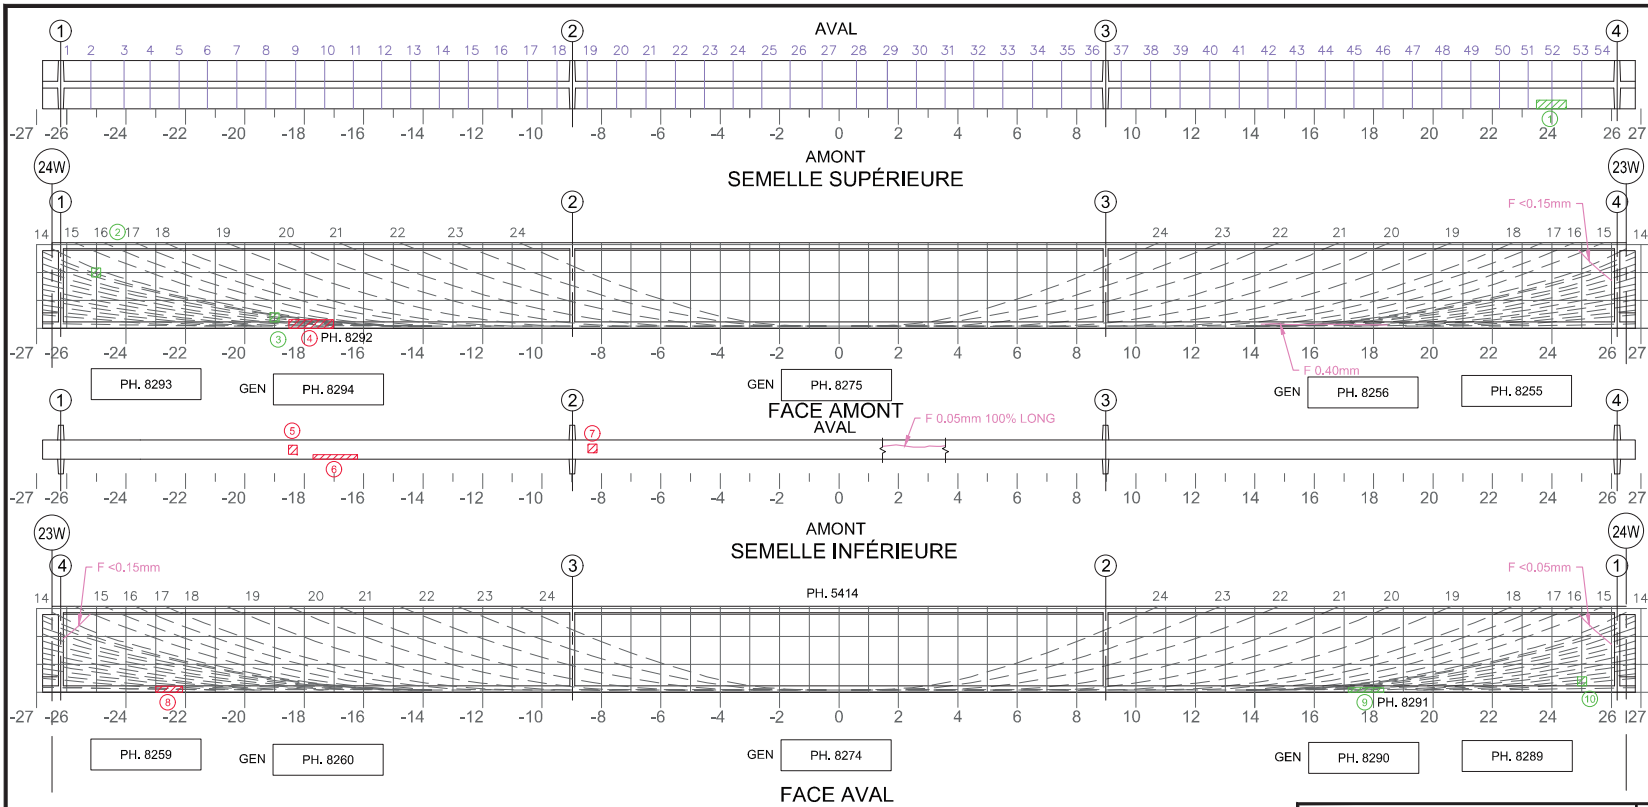 AVAL
1 2 3 4
1 2 3 4 5 6 7 8 9 10 11 12 13 14 15 16 17 18 19 20 21 22 23 24 25 26 27 28 29 30 31 32 33 34 35 36 37 38 39 40 41 42 43 44 45 46 47 48 49 50 51 52 53 54
1
-27 -26 -24 -22 -20 -18 -16 -14 -12 -10 -8 -6 -4 -2 0 2 4 6 8 10 12 14 16 18 20 22 24 26 27
AMONT
SEMELLE SUPÉRIEURE
24W 23W
1 2 3 4
F <0.15mm
14 15 16 2 17 18 19 20 21 22 23 24 24 23 22 21 20 19 18 17 16 15 14
3 4 PH. 8292
-27 -26 -24 -22 -20 -18 -16 -14 -12 -10 -8 -6 -4 -2 0 2 4 6 8 10 12 14 16 18 20 22 24 26 27
F 0.40mm
PH. 8293 GEN PH. 8294 GEN PH. 8275 GEN PH. 8256 PH. 8255
FACE AMONT
1 2 3 4
AVAL
F 0.05mm 100% LONG
5 7
6
-27 -26 -24 -22 -20 -18 -16 -14 -12 -10 -8 -6 -4 -2 0 2 4 6 8 10 12 14 16 18 20 22 24 26 27
AMONT
SEMELLE INFÉRIEURE
23W 24W
4 3 2 1
F <0.15mm F <0.05mm
PH. 5414
14 15 16 17 18 19 20 21 22 23 24 24 23 22 21 20 19 18 17 16 15 14
8 9 PH. 8291 10
-27 -26 -24 -22 -20 -18 -16 -14 -12 -10 -8 -6 -4 -2 0 2 4 6 8 10 12 14 16 18 20 22 24 26 27
PH. 8259 GEN PH. 8260 GEN PH. 8274 GEN PH. 8290 PH. 8289
FACE AVAL